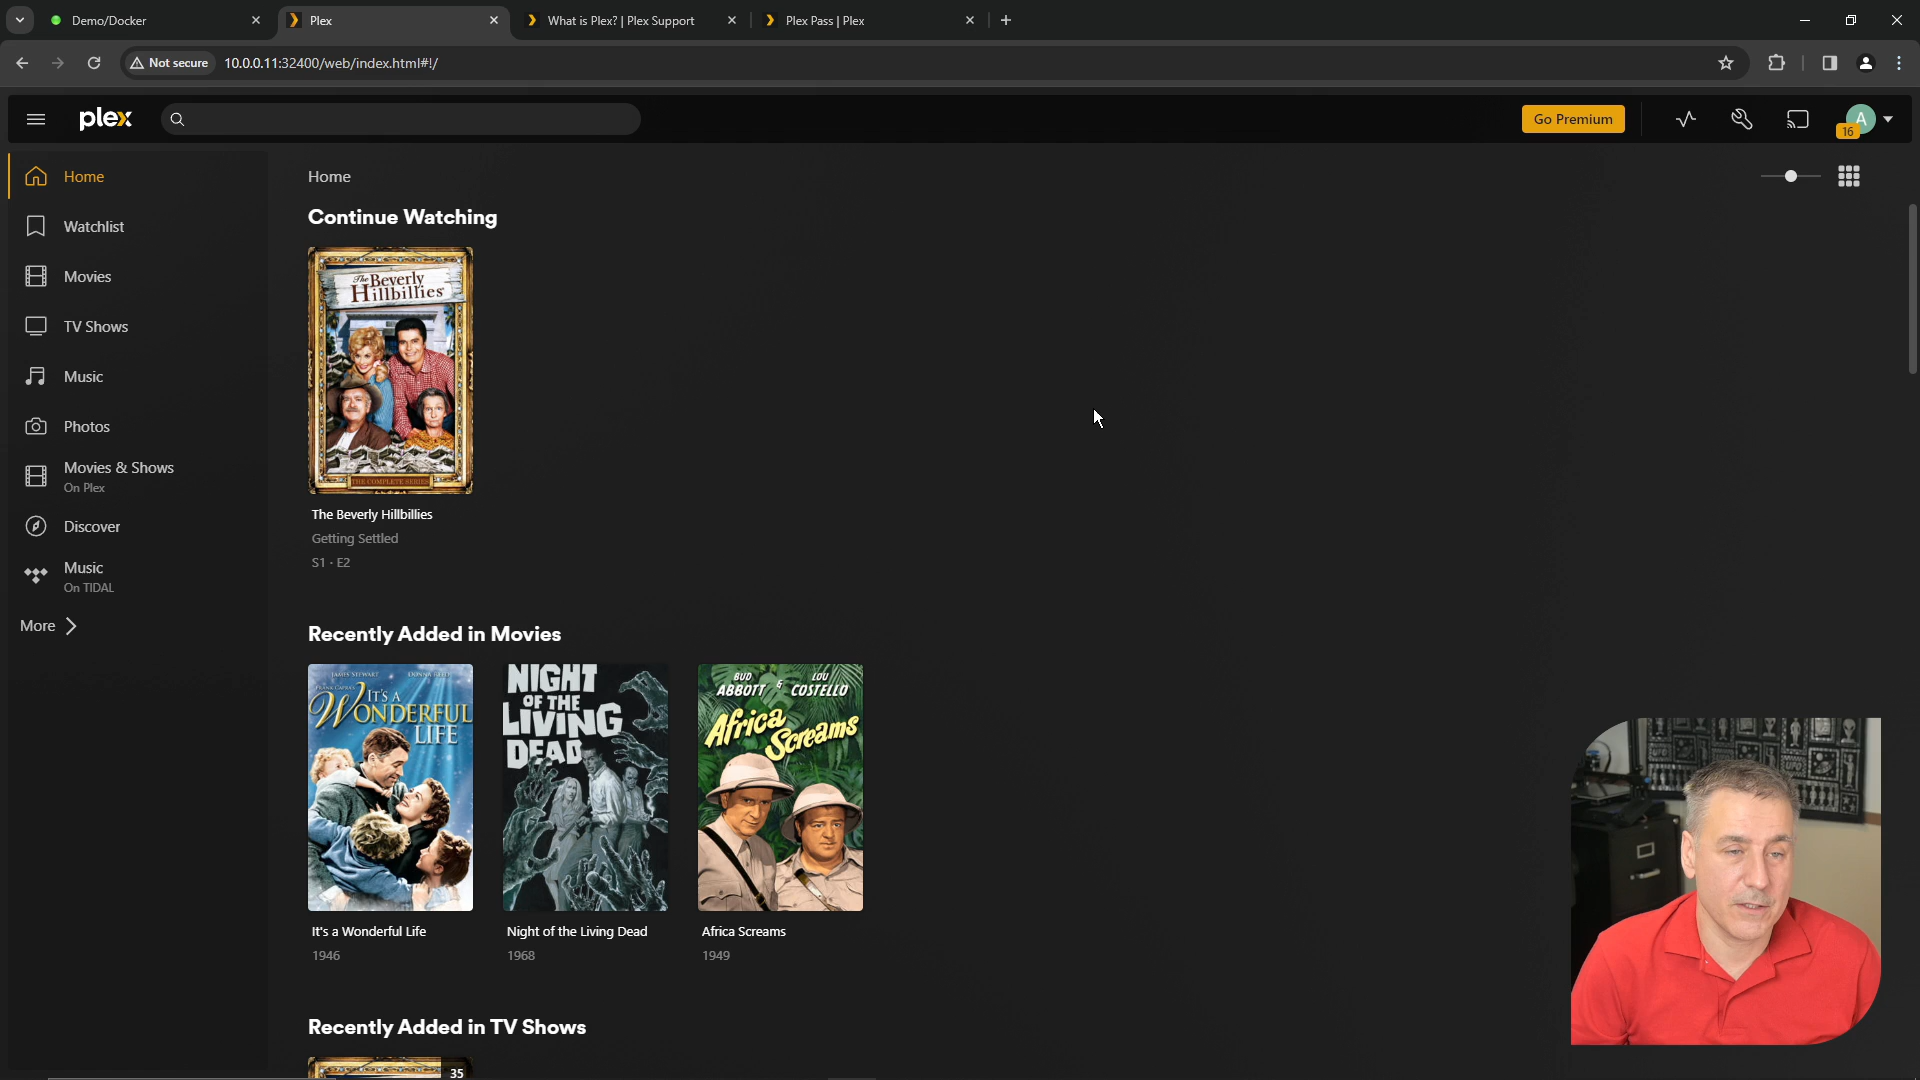 Demo/Docker
Plex
What is Plex? | Plex Support
Plex Pass | Plex
Not secure
10.0.0.11:32400/web/index.html#!/
plex
Go Premium
A
16
Home
Watchlist
Movies
TV Shows
Music
Photos
Movies & Shows
On Plex
Discover
Music
On TIDAL
More
Home
Continue Watching
The Beverly
Hillbillies
THE COMPLETE SERIES
The Beverly Hillbillies
Getting Settled
S1 · E2
Recently Added in Movies
JAMES STEWART DONNA REED
FRANK CAPRA'S
IT'S A
WONDERFUL
LIFE
NIGHT
OF THE
LIVING
DEAD
BUD LOU
ABBOTT & COSTELLO
Africa
Screams
It's a Wonderful Life
1946
Night of the Living Dead
1968
Africa Screams
1949
Recently Added in TV Shows
35